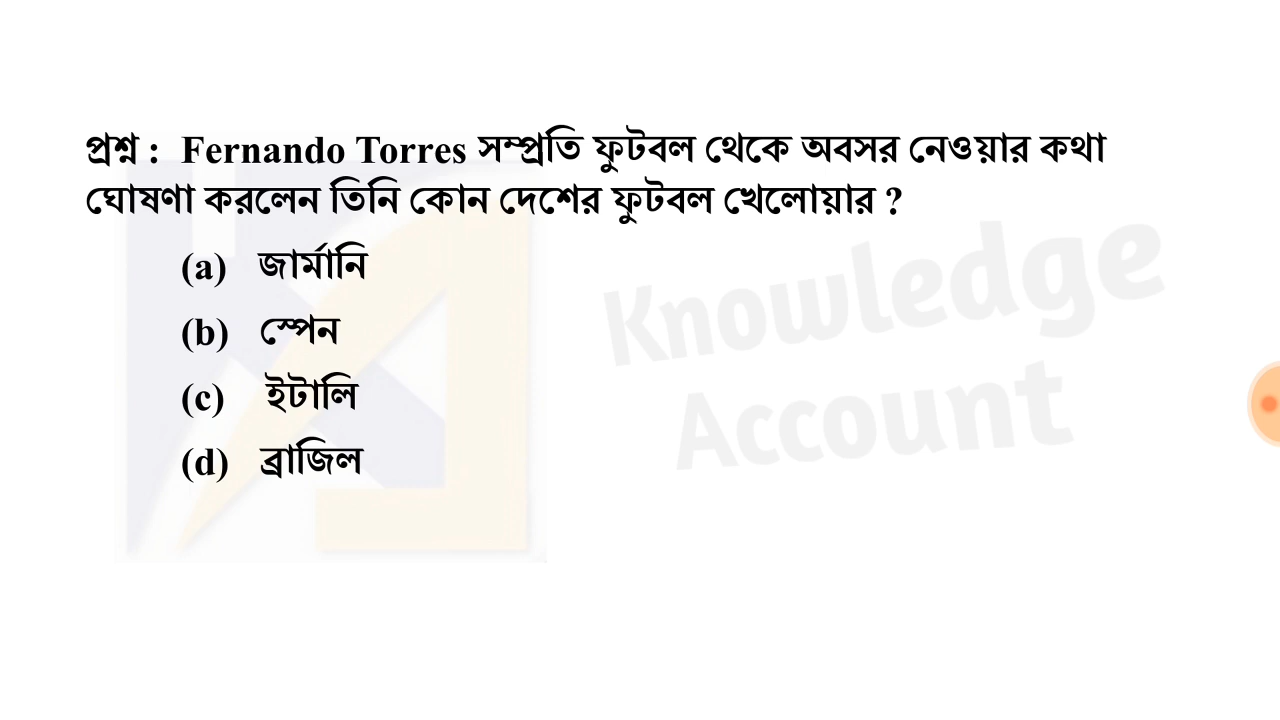 প্রশ্ন :  Fernando Torres সম্প্রতি ফুটবল থেকে অবসর নেওয়ার কথা
ঘোষণা করলেন তিনি কোন দেশের ফুটবল খেলোয়ার ?
(a) জার্মানি
(b) স্পেন
(c) ইটালি
(d) ব্রাজিল
Knowledge
Account